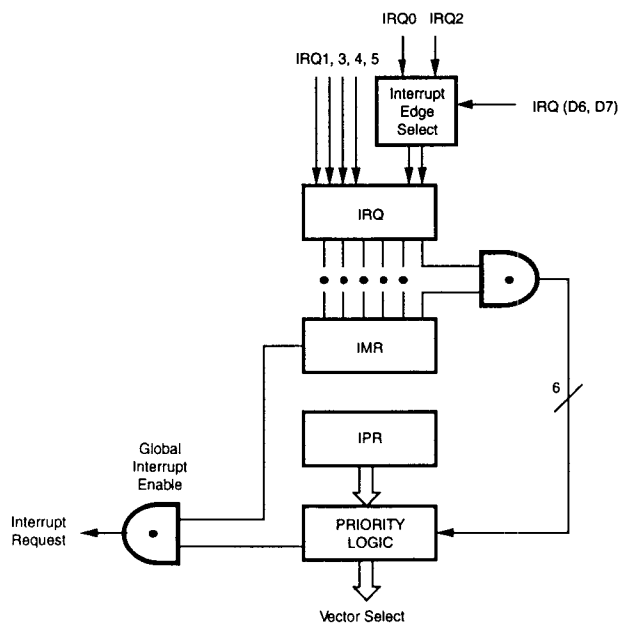 IRQ0 IRQ2
IRQ1, 3, 4, 5
Interrupt
Edge
Select
IRQ (D6, D7)
IRQ
IMR
6
IPR
Global
Interrupt
Enable
Interrupt
Request
PRIORITY
LOGIC
Vector Select